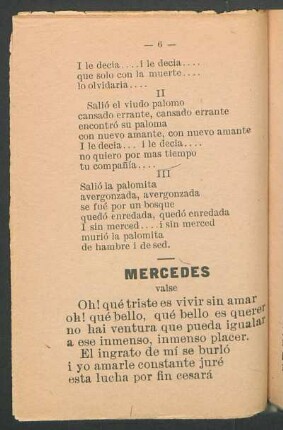 — 6 —
I le decia....i le decia....
que solo con la muerte....
lo olvidaria....
II
Salió el viudo palomo
cansado errante, cansado errante
encontró su paloma
con nuevo amante, con nuevo amante
I le decia... i le decia....
no quiero por mas tiempo
tu compañía....
III
Salió la palomita
avergonzada, avergonzada
se fué por un bosque
quedó enredada, quedó enredada
I sin merced....i sin merced
murió la palomita
de hambre i de sed.
MERCEDES
valse
Oh! qué triste es vivir sin amar
oh! qué bello, qué bello es querer
no hai ventura que pueda igualar
a ese inmenso, inmenso placer.
El ingrato de mí se burló
i yo amarle constante juré
esta lucha por fin cesará